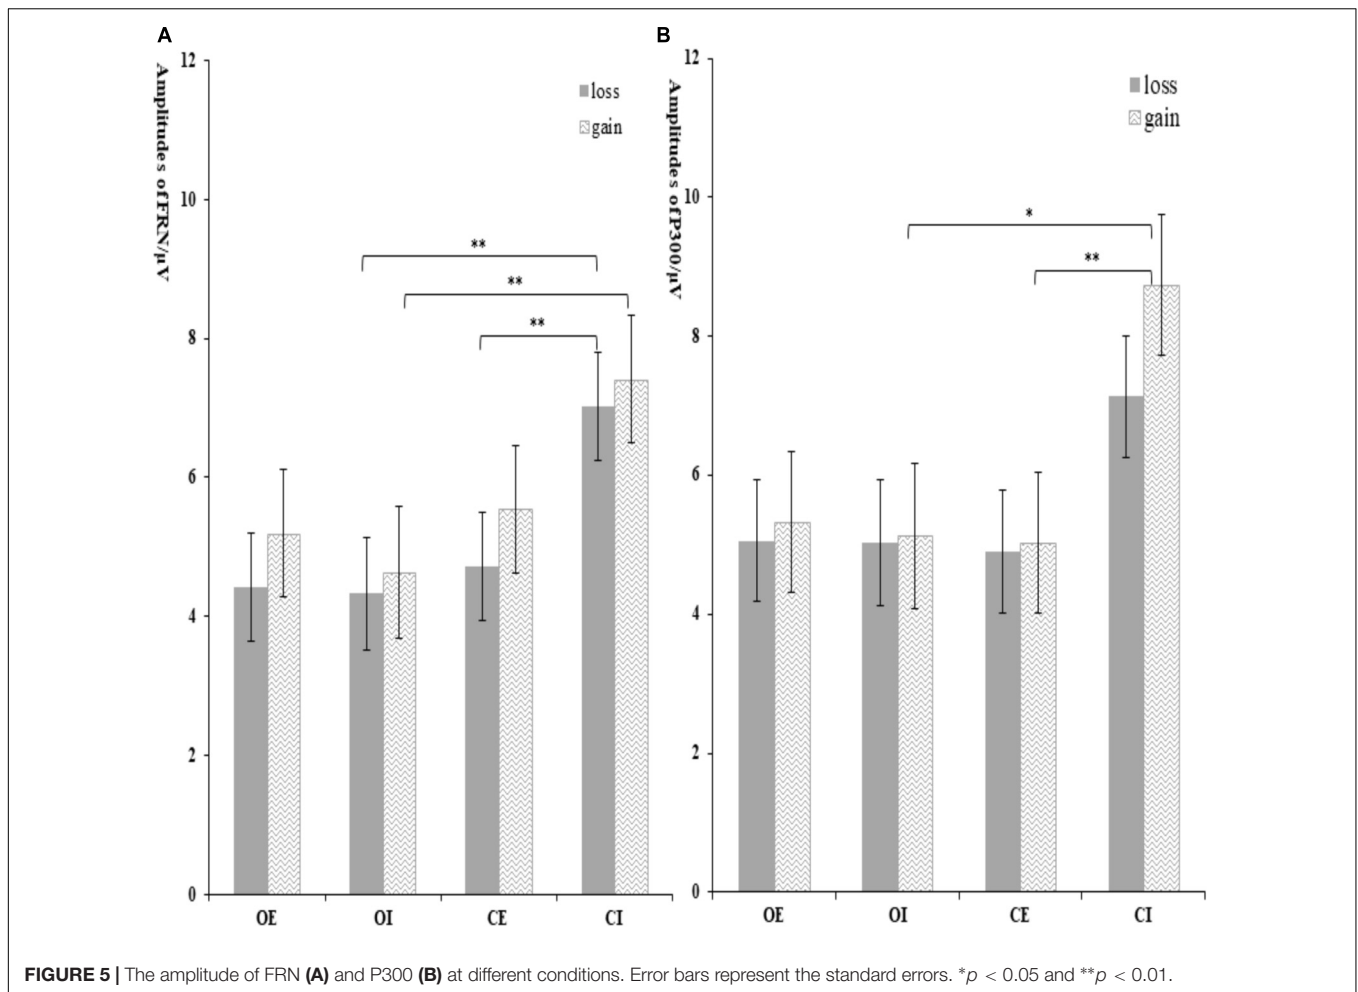 A
Amplitudes of FRN/μV
12
10
8
6
4
2
0
loss
gain
**
**
**
OE OI CE CI
B
Amplitudes of P300/μV
12
10
8
6
4
2
0
loss
gain
*
**
OE OI CE CI
FIGURE 5 | The amplitude of FRN (A) and P300 (B) at different conditions. Error bars represent the standard errors. *p < 0.05 and **p < 0.01.